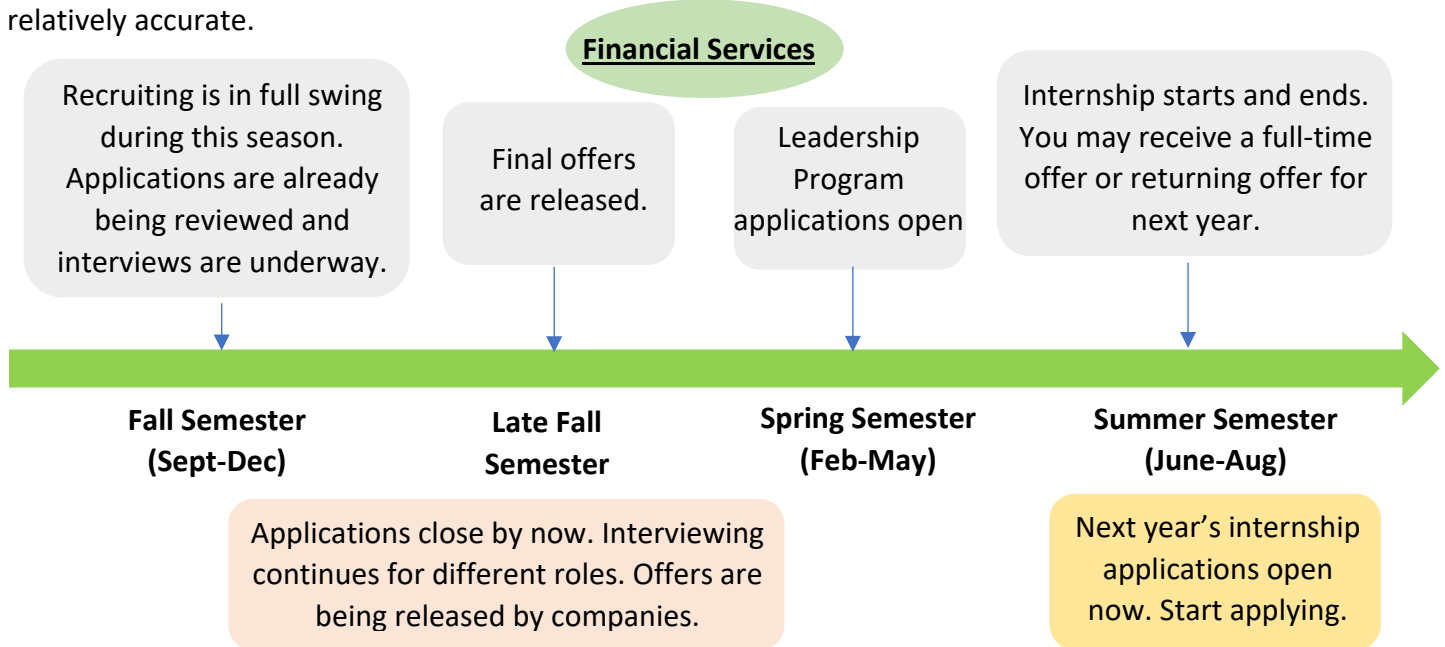 relatively accurate.
Financial Services
Recruiting is in full swing
during this season.
Applications are already
being reviewed and
interviews are underway.
Final offers
are released.
Leadership
Program
applications open
Internship starts and ends.
You may receive a full-time
offer or returning offer for
next year.
Fall Semester
(Sept-Dec)
Late Fall
Semester
Spring Semester
(Feb-May)
Summer Semester
(June-Aug)
Applications close by now. Interviewing
continues for different roles. Offers are
being released by companies.
Next year’s internship
applications open
now. Start applying.